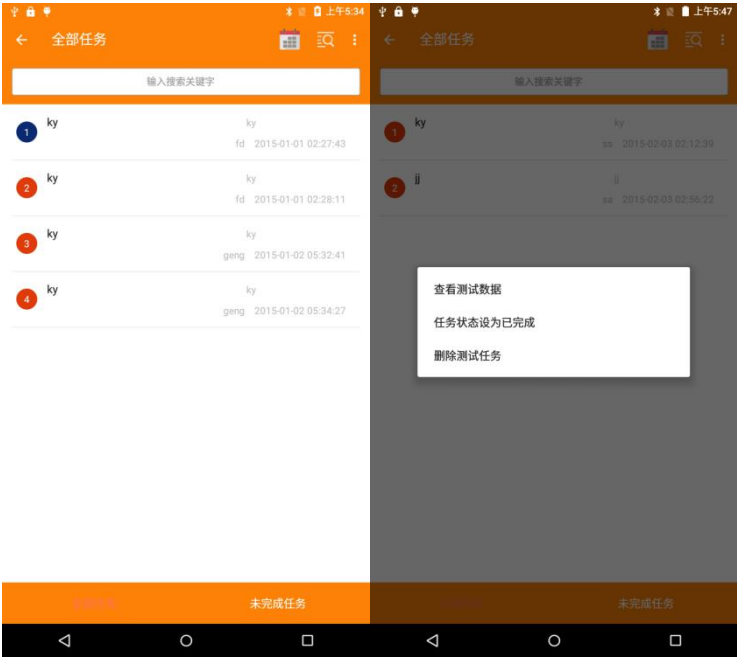 上午5:34
全部任务
输入搜索关键字
1 ky ky
fd 2015-01-01 02:27:43
2 ky ky
fd 2015-01-01 02:28:11
3 ky ky
geng 2015-01-02 05:32:41
4 ky ky
geng 2015-01-02 05:34:27
未完成任务
上午5:47
全部任务
输入搜索关键字
1 ky ky
sa 2015-02-03 02:12:39
2 jj jj
sa 2015-02-03 02:56:22
查看测试数据
任务状态设为已完成
删除测试任务
未完成任务